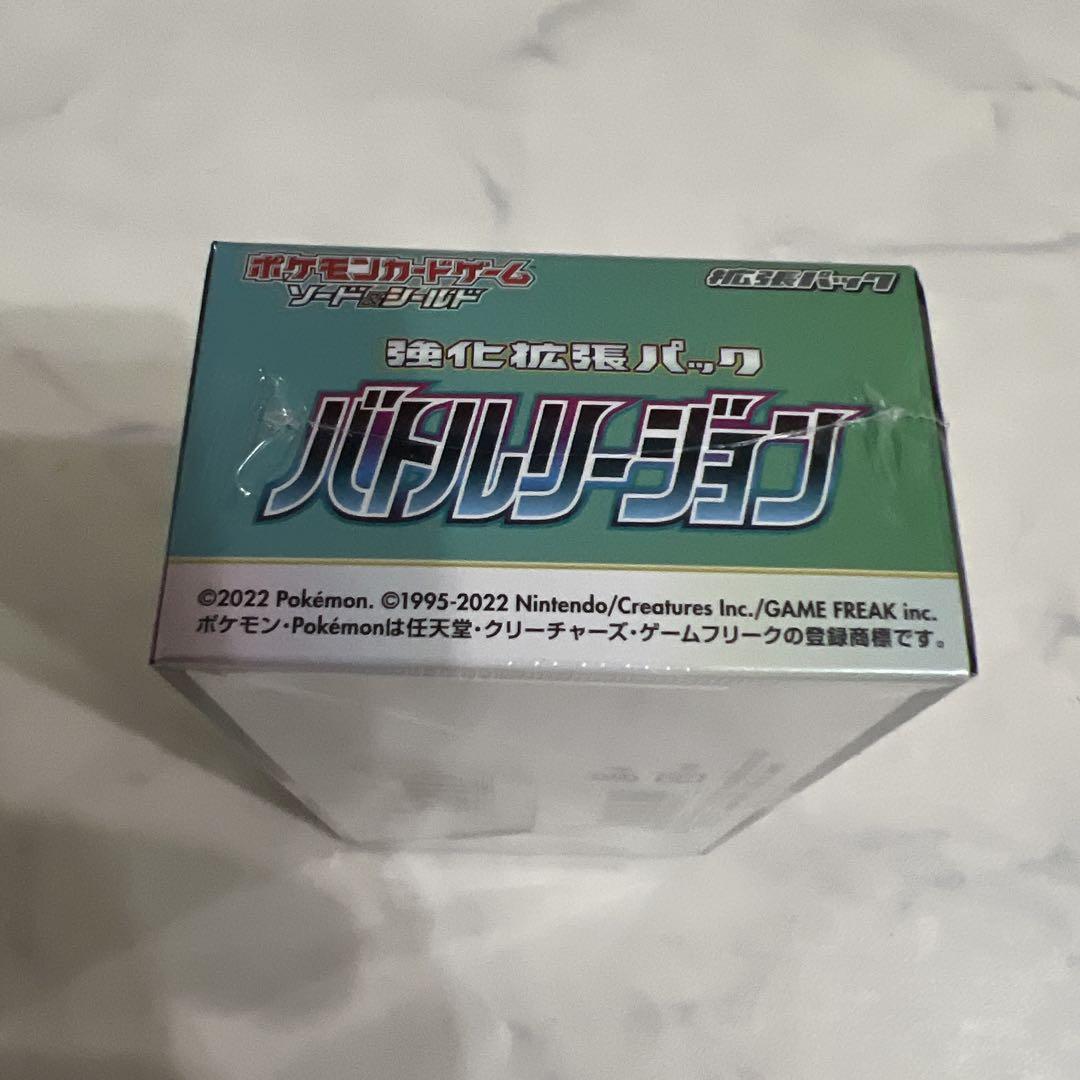 ポケモンカードゲーム
ソード&シールド
拡張パック
強化拡張パック
バトルリージョン
©2022 Pokémon. ©1995-2022 Nintendo/Creatures Inc./GAME FREAK inc.
ポケモン・Pokémonは任天堂・クリーチャーズ・ゲームフリークの登録商標です。